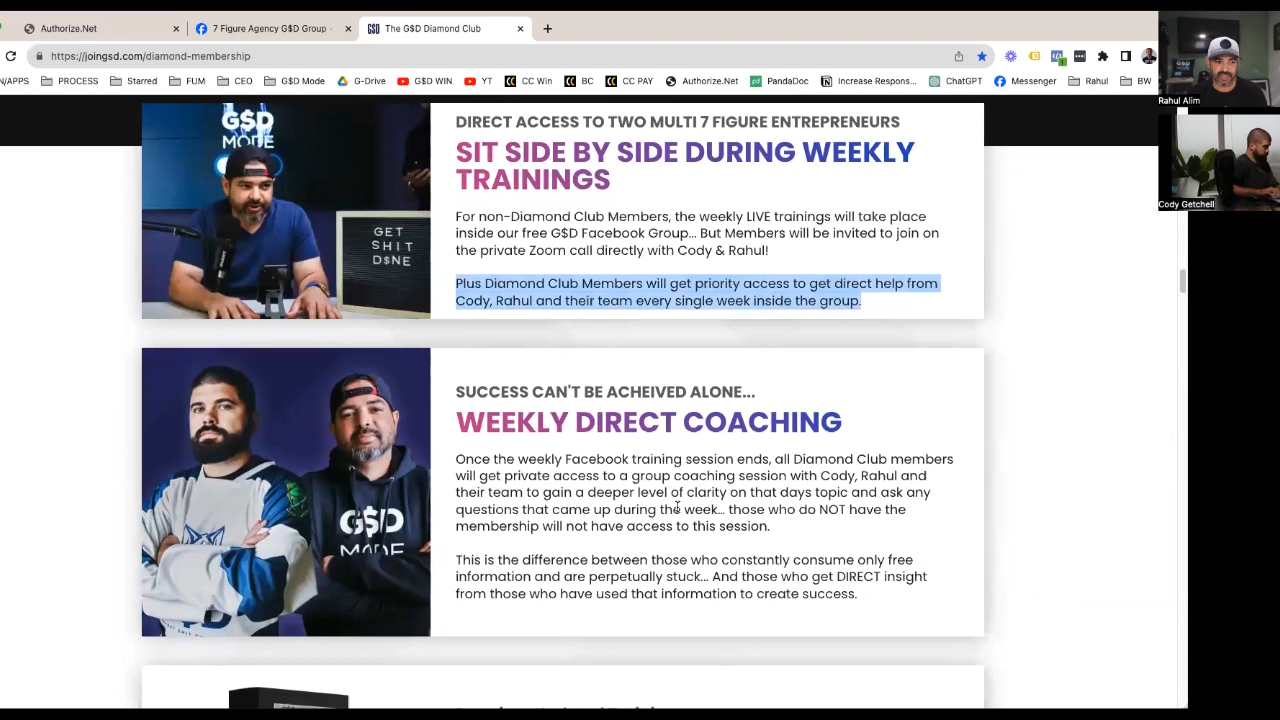 Authorize.Net
7 Figure Agency G$D Group -
G$D The G$D Diamond Club
https://joingsd.com/diamond-membership
N/APPS PROCESS Starred FUM CEO G$D Mode G-Drive G$D WIN YT CC Win BC CC PAY Authorize.Net PandaDoc Increase Respons... ChatGPT Messenger Rahul BW
Rahul Alim
Cody Getchell
G$D
MODE
GET
SHIT
D$NE
DIRECT ACCESS TO TWO MULTI 7 FIGURE ENTREPRENEURS
SIT SIDE BY SIDE DURING WEEKLY
TRAININGS
For non-Diamond Club Members, the weekly LIVE trainings will take place
inside our free G$D Facebook Group... But Members will be invited to join on
the private Zoom call directly with Cody & Rahul!
Plus Diamond Club Members will get priority access to get direct help from
Cody, Rahul and their team every single week inside the group.
G$D
MODE
SUCCESS CAN'T BE ACHEIVED ALONE...
WEEKLY DIRECT COACHING
Once the weekly Facebook training session ends, all Diamond Club members
will get private access to a group coaching session with Cody, Rahul and
their team to gain a deeper level of clarity on that days topic and ask any
questions that came up during the week... those who do NOT have the
membership will not have access to this session.
This is the difference between those who constantly consume only free
information and are perpetually stuck... And those who get DIRECT insight
from those who have used that information to create success.